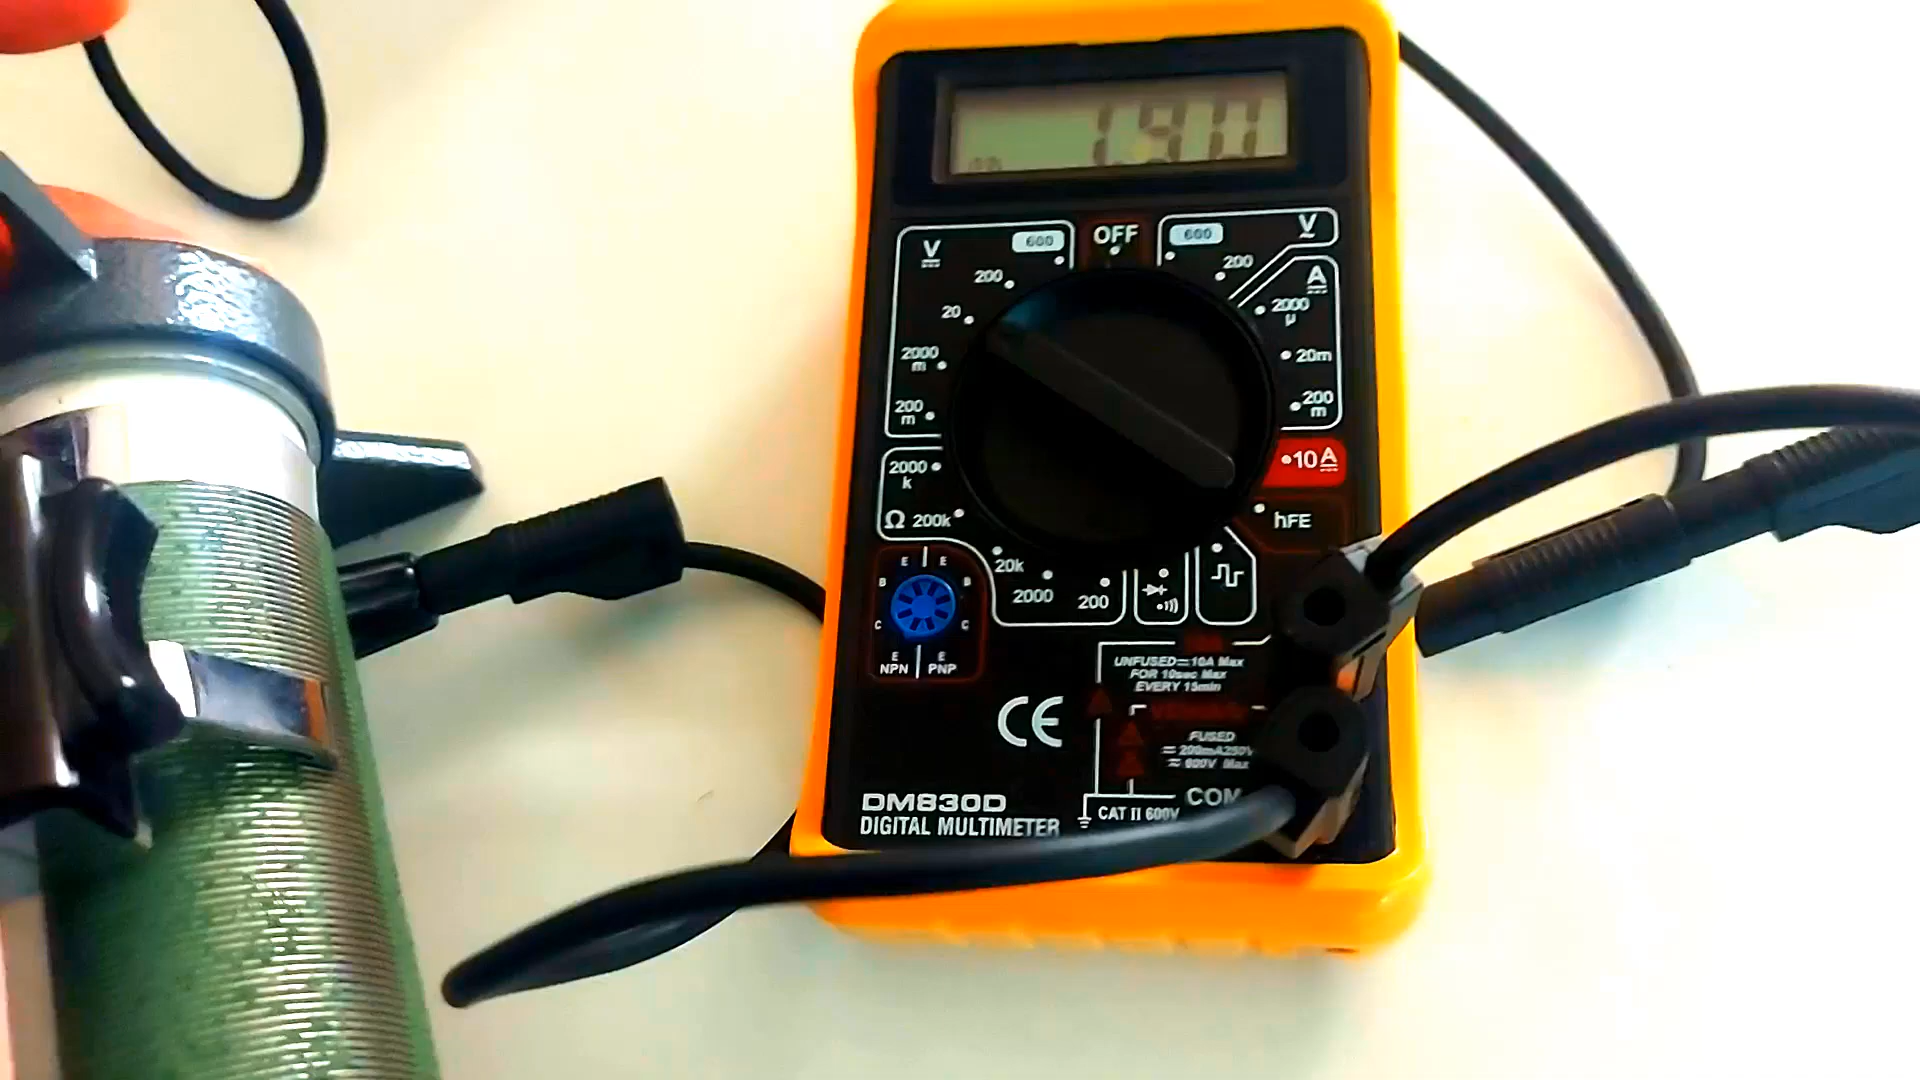 1.90
V
600
OFF
600
V
200
200
A
20
2000
µ
2000
m
20m
200
m
200
m
2000
k
10A
Ω 200k
hFE
20k
2000
200
E E
B B
C C
E E
NPN PNP
UNFUSED 10A Max
FOR 10sec Max
EVERY 15min
FUSED
200mA250V
600V Max
CE
COM
CAT II 600V
DM830D
DIGITAL MULTIMETER